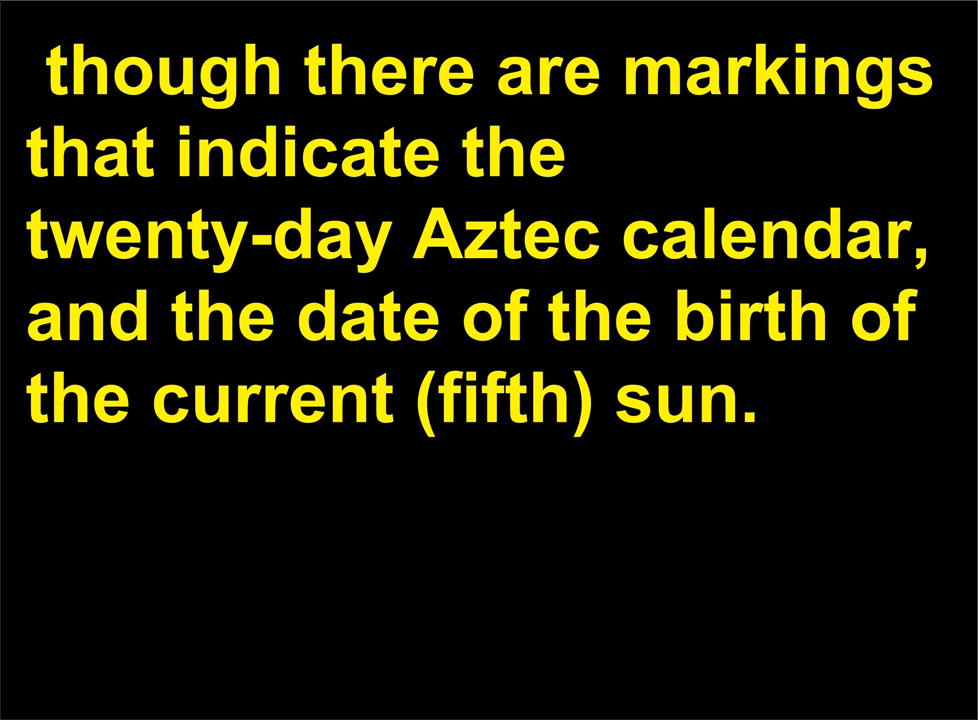 though there are markings
that indicate the
twenty-day Aztec calendar,
and the date of the birth of
the current (fifth) sun.